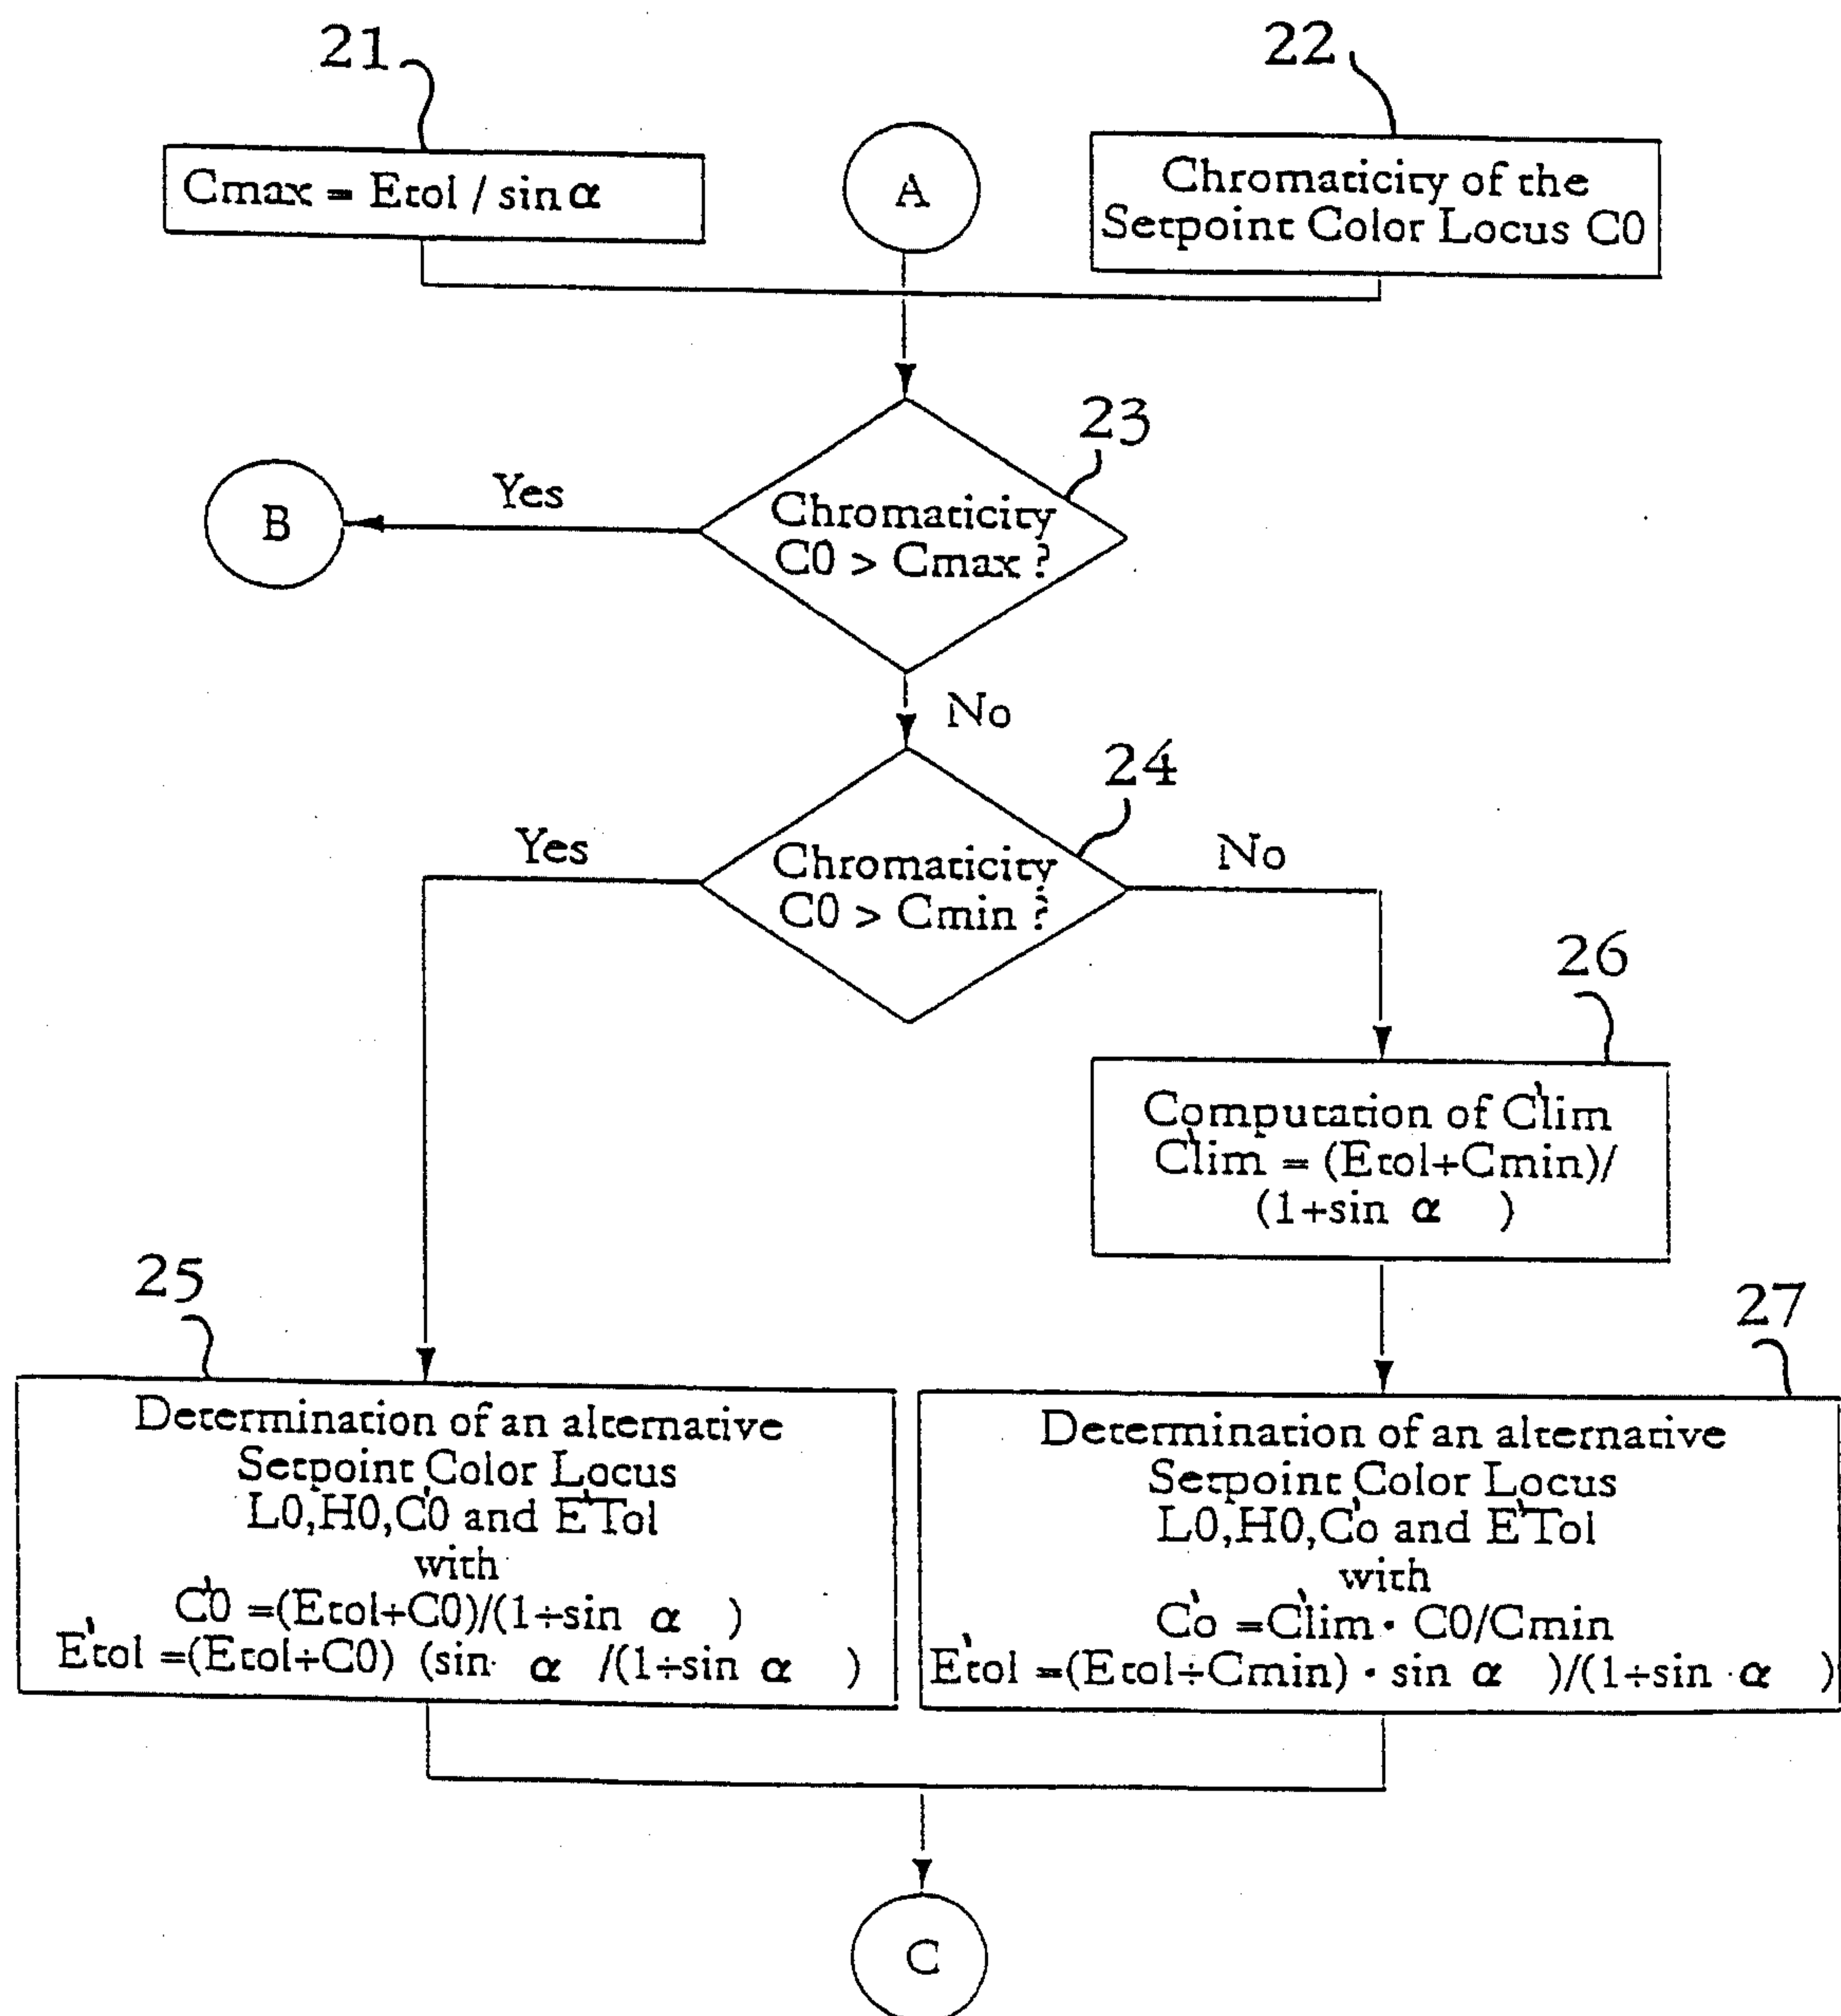 21
22
Cmax = Etol / sin α
A
Chromaticity of the
Setpoint Color Locus C0
23
Yes
B
Chromaticity
C0 > Cmax ?
No
24
Yes
Chromaticity
C0 > Cmin ?
No
26
Computation of C'lim
C'lim = (Etol+Cmin)/
(1+sin α )
25
27
Determination of an alternative
Setpoint Color Locus
L0,H0,C'0 and E'Tol
with
C'0 =(Etol+C0)/(1+sin α )
E'tol =(Etol+C0) (sin α /(1+sin α )
Determination of an alternative
Setpoint Color Locus
L0,H0,C'o and E'Tol
with
C'o =C'lim • C0/Cmin
E'tol =(Etol+Cmin) • sin α )/(1+sin α )
C